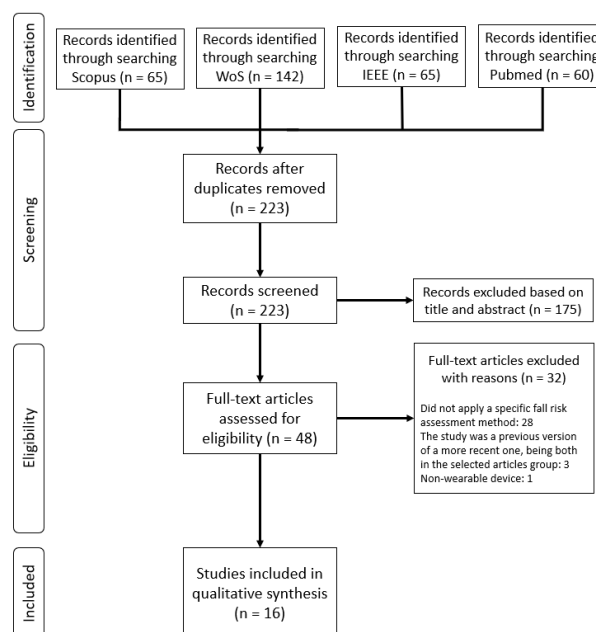 Identification
Records identified
through searching
Scopus (n = 65)
Records identified
through searching
WoS (n = 142)
Records identified
through searching
IEEE (n = 65)
Records identified
through searching
Pubmed (n = 60)
Screening
Records after
duplicates removed
(n = 223)
Records screened
(n = 223)
Records excluded based on
title and abstract (n = 175)
Eligibility
Full-text articles
assessed for
eligibility (n = 48)
Full-text articles excluded
with reasons (n = 32)
Did not apply a specific fall risk
assessment method: 28
The study was a previous version
of a more recent one, being both
in the selected articles group: 3
Non-wearable device: 1
Included
Studies included in
qualitative synthesis
(n = 16)